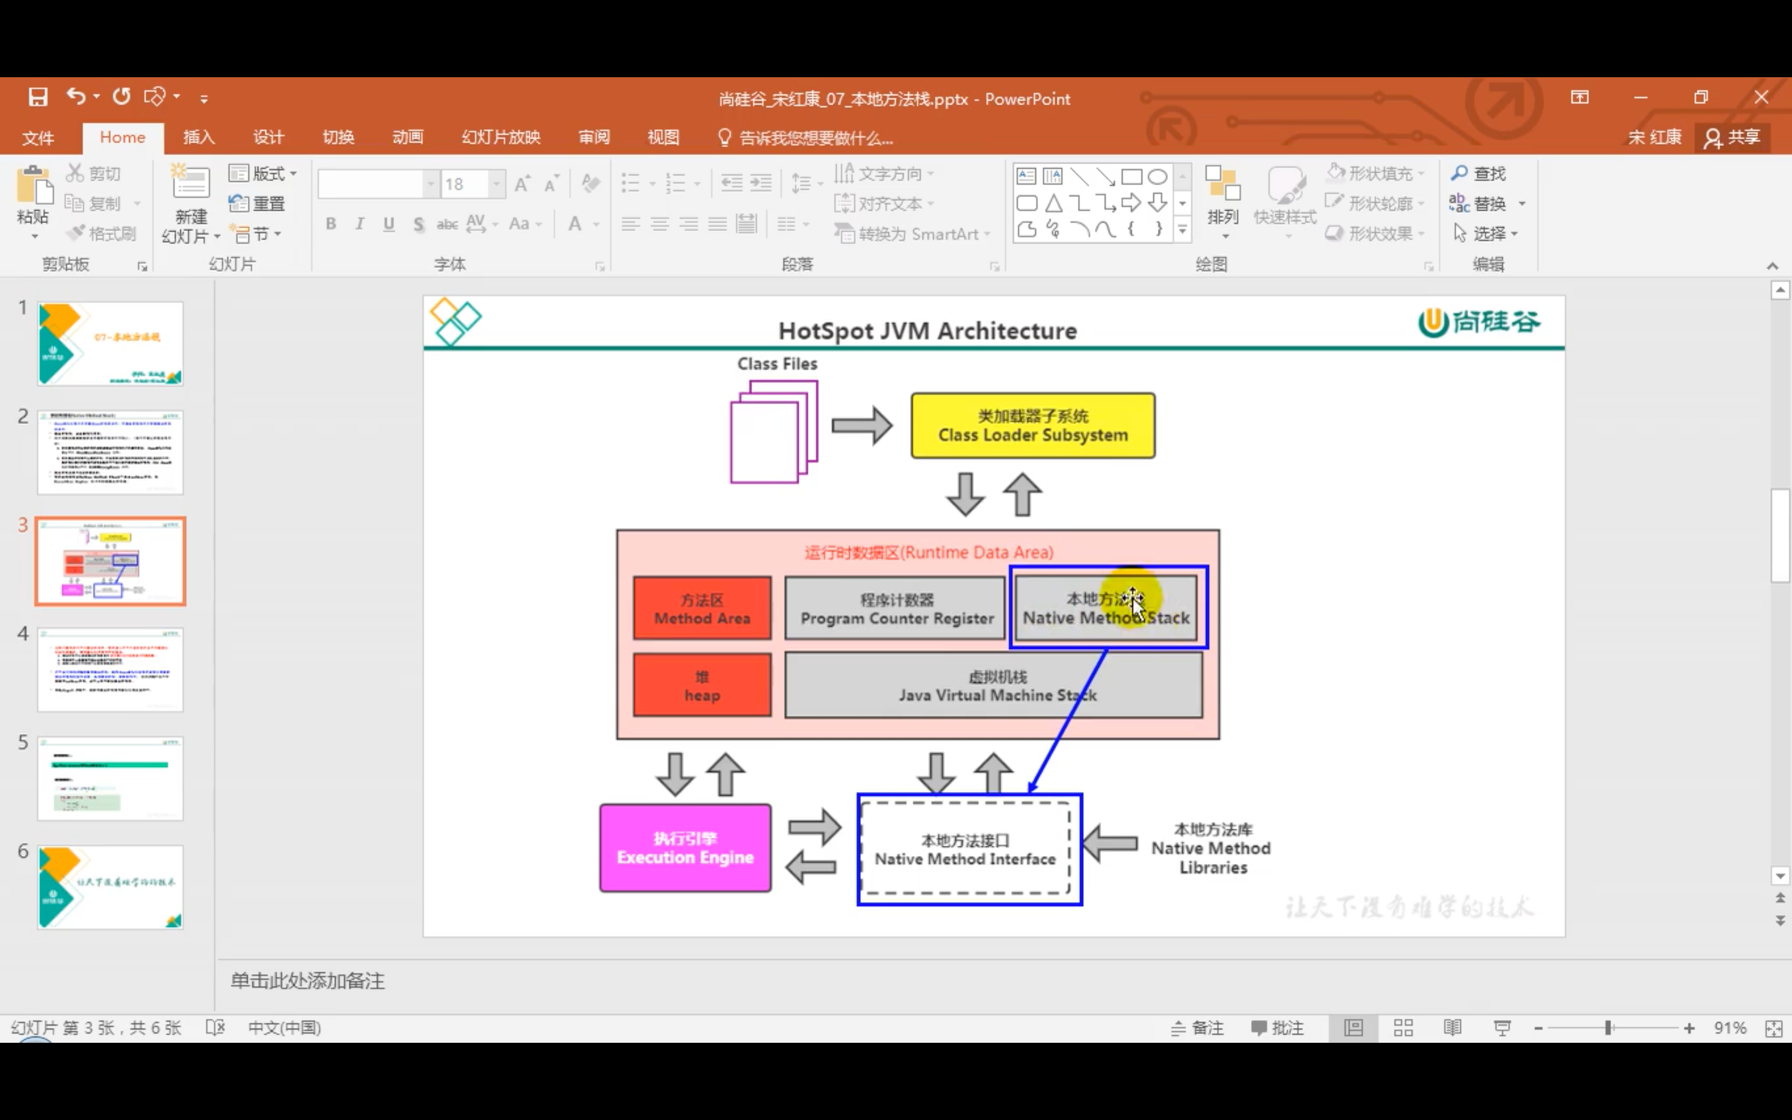 尚硅谷_宋红康_07_本地方法栈.pptx - PowerPoint
文件 Home 插入 设计 切换 动画 幻灯片放映 审阅 视图 告诉我您想要做什么... 宋 红康 共享
粘贴 剪切 复制 格式刷
剪贴板
新建幻灯片 版式 重置 节
幻灯片
18
B I U S abc AV Aa A
字体
文字方向 对齐文本 转换为 SmartArt
段落
排列 快速样式 形状填充 形状轮廓 形状效果
绘图
查找 替换 选择
编辑
1
07-本地方法栈
2
3
4
5
6
让天下没有难学的技术
HotSpot JVM Architecture
尚硅谷
Class Files
类加载器子系统
Class Loader Subsystem
运行时数据区(Runtime Data Area)
方法区
Method Area
程序计数器
Program Counter Register
本地方法
Native Method Stack
堆
heap
虚拟机栈
Java Virtual Machine Stack
执行引擎
Execution Engine
本地方法接口
Native Method Interface
本地方法库
Native Method
Libraries
让天下没有难学的技术
单击此处添加备注
幻灯片 第 3 张，共 6 张 中文(中国) 备注 批注 91%